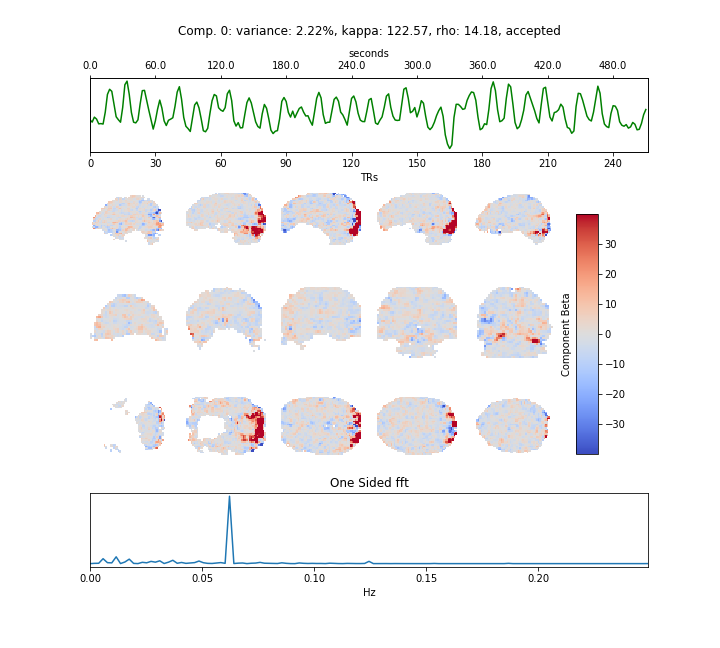 Comp. 0: variance: 2.22%, kappa: 122.57, rho: 14.18, accepted
seconds
0.0 60.0 120.0 180.0 240.0 300.0 360.0 420.0 480.0
0 30 60 90 120 150 180 210 240
TRs
30
20
10
0
−10
−20
−30
Component Beta
One Sided fft
0.00 0.05 0.10 0.15 0.20
Hz